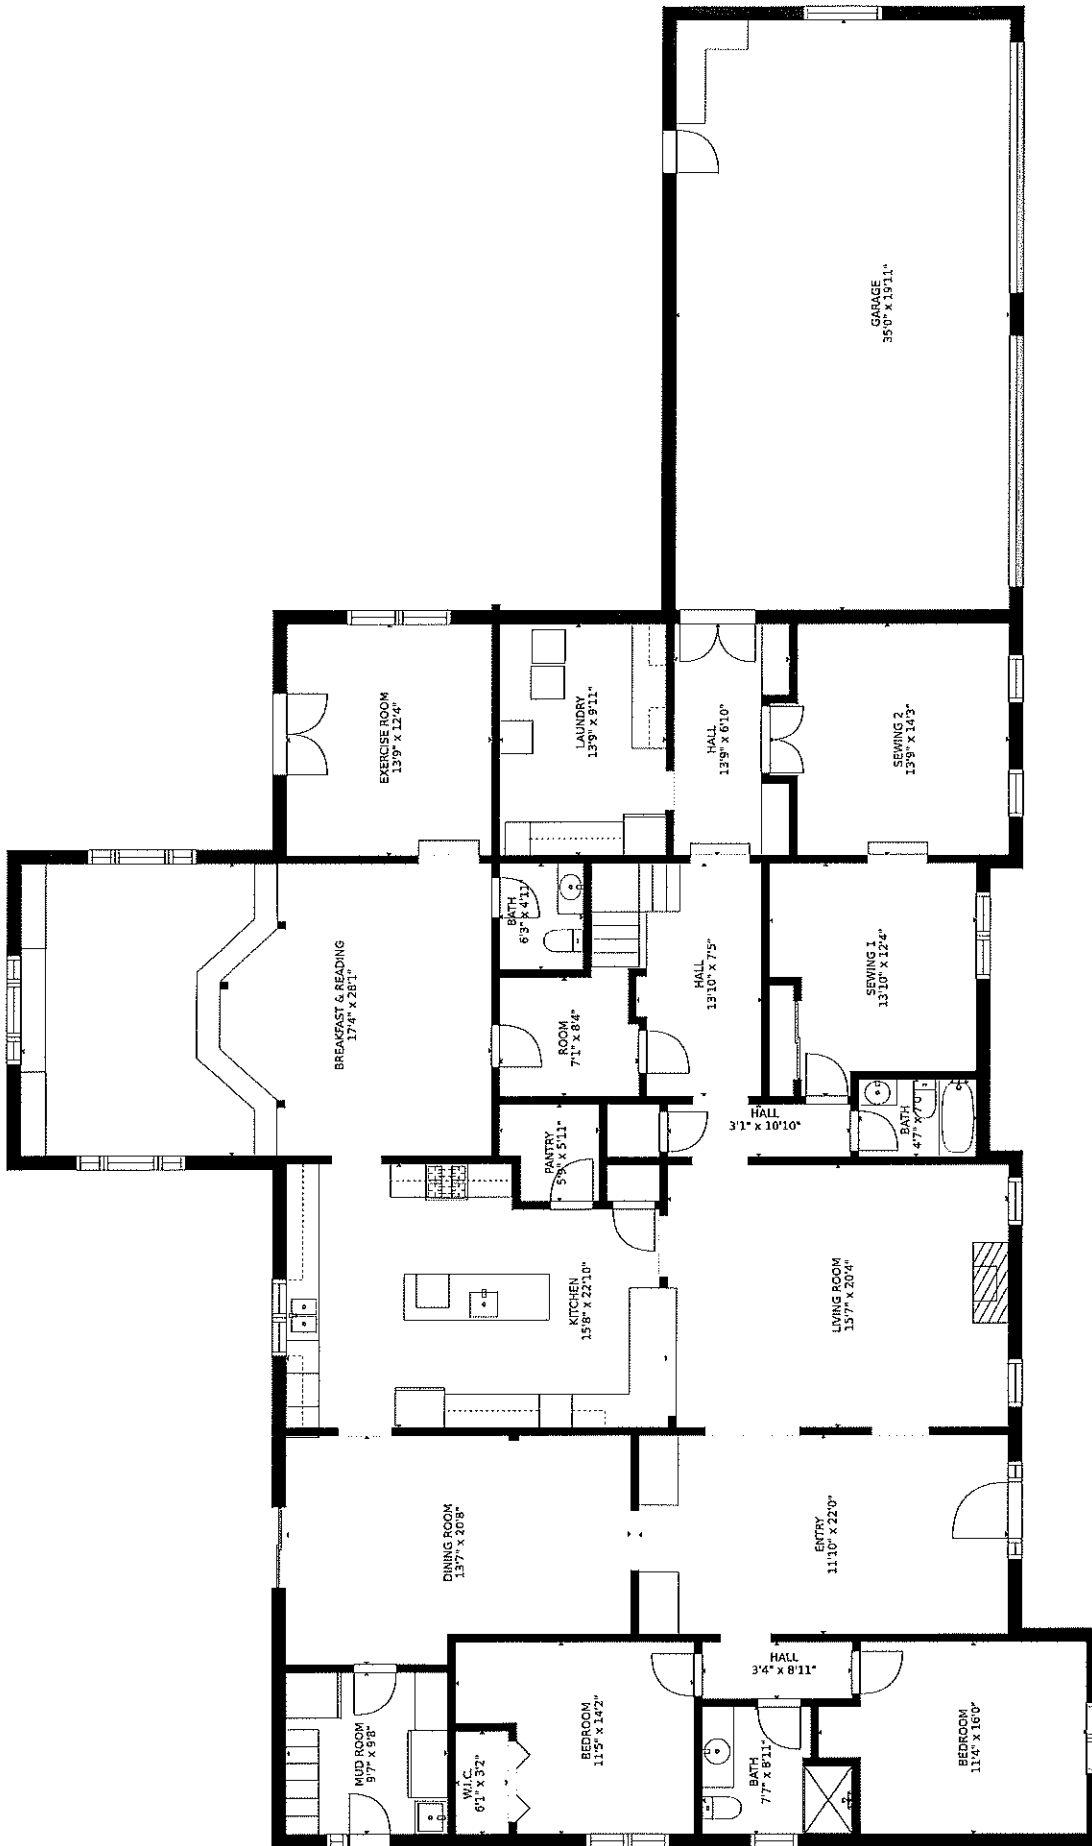 GARAGE
35'0" x 19'11"
EXERCISE ROOM
13'9" x 12'4"
LAUNDRY
13'9" x 9'11"
HALL
13'9" x 6'10"
SEWING 2
13'9" x 14'3"
BREAKFAST & READING
17'4" x 28'1"
BATH
6'3" x 4'11"
ROOM
7'1" x 8'4"
HALL
13'10" x 7'5"
SEWING 1
13'10" x 12'4"
PANTRY
5'9" x 5'11"
HALL
3'1" x 10'10"
BATH
4'7" x 7'0"
KITCHEN
15'8" x 22'10"
LIVING ROOM
15'7" x 20'4"
DINING ROOM
13'7" x 20'8"
ENTRY
11'10" x 22'0"
MUD ROOM
9'7" x 9'8"
W.I.C.
6'1" x 3'2"
BEDROOM
11'5" x 14'2"
HALL
3'4" x 8'11"
BATH
7'7" x 8'11"
BEDROOM
11'4" x 16'0"